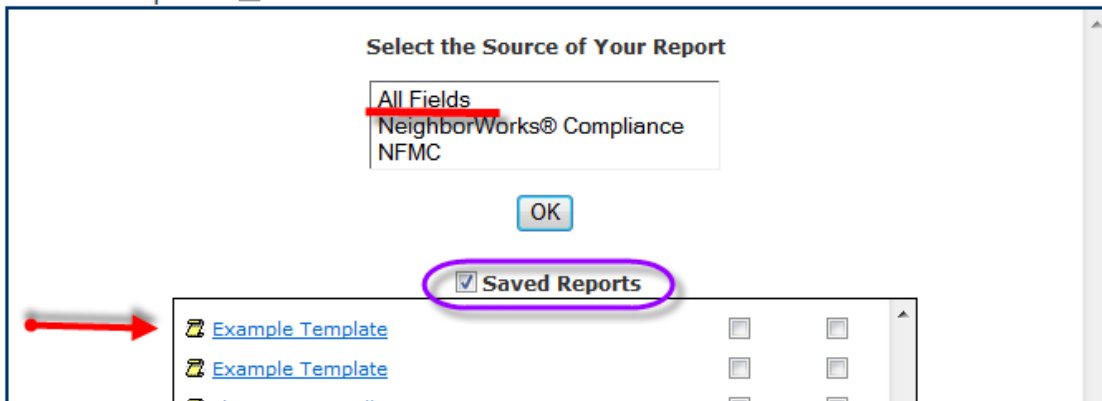 Select the Source of Your Report
All Fields
NeighborWorks® Compliance
NFMC
OK
Saved Reports
Example Template
Example Template